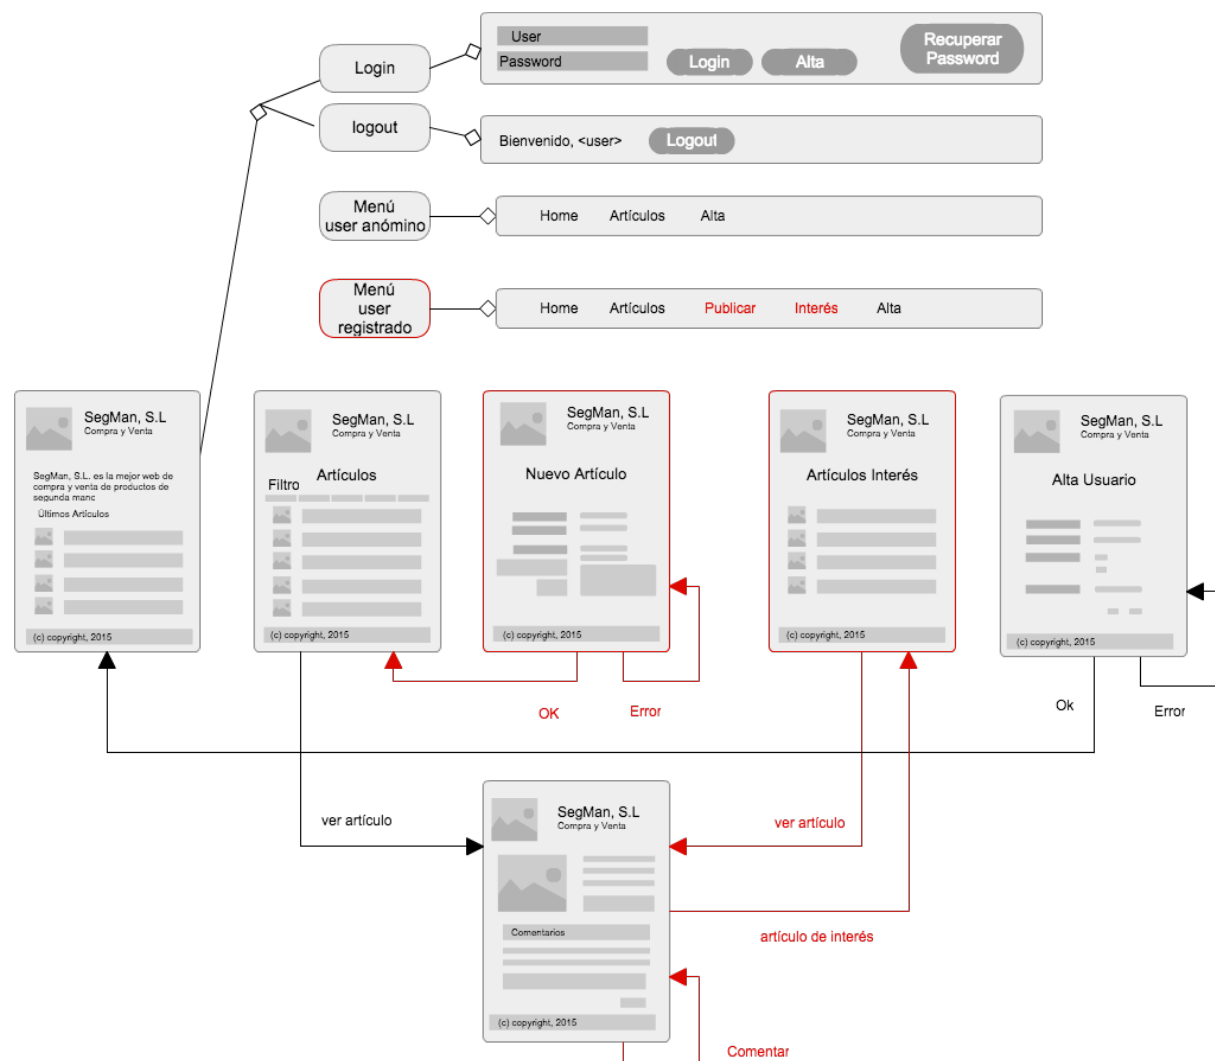 User
Password
Login
Alta
Recuperar
Password
Login
logout
Bienvenido, <user>
Logout
Menú
user anómino
Home
Artículos
Alta
Menú
user
registrado
Home
Artículos
Publicar
Interés
Alta
SegMan, S.L
Compra y Venta
SegMan, S.L. es la mejor web de
compra y venta de productos de
segunda mano
Últimos Artículos
(c) copyright, 2015
SegMan, S.L
Compra y Venta
Artículos
Filtro
(c) copyright, 2015
SegMan, S.L
Compra y Venta
Nuevo Artículo
(c) copyright, 2015
SegMan, S.L
Compra y Venta
Artículos Interés
(c) copyright, 2015
SegMan, S.L
Compra y Venta
Alta Usuario
(c) copyright, 2015
OK
Error
Ok
Error
ver artículo
ver artículo
SegMan, S.L
Compra y Venta
Comentarios
(c) copyright, 2015
artículo de interés
Comentar